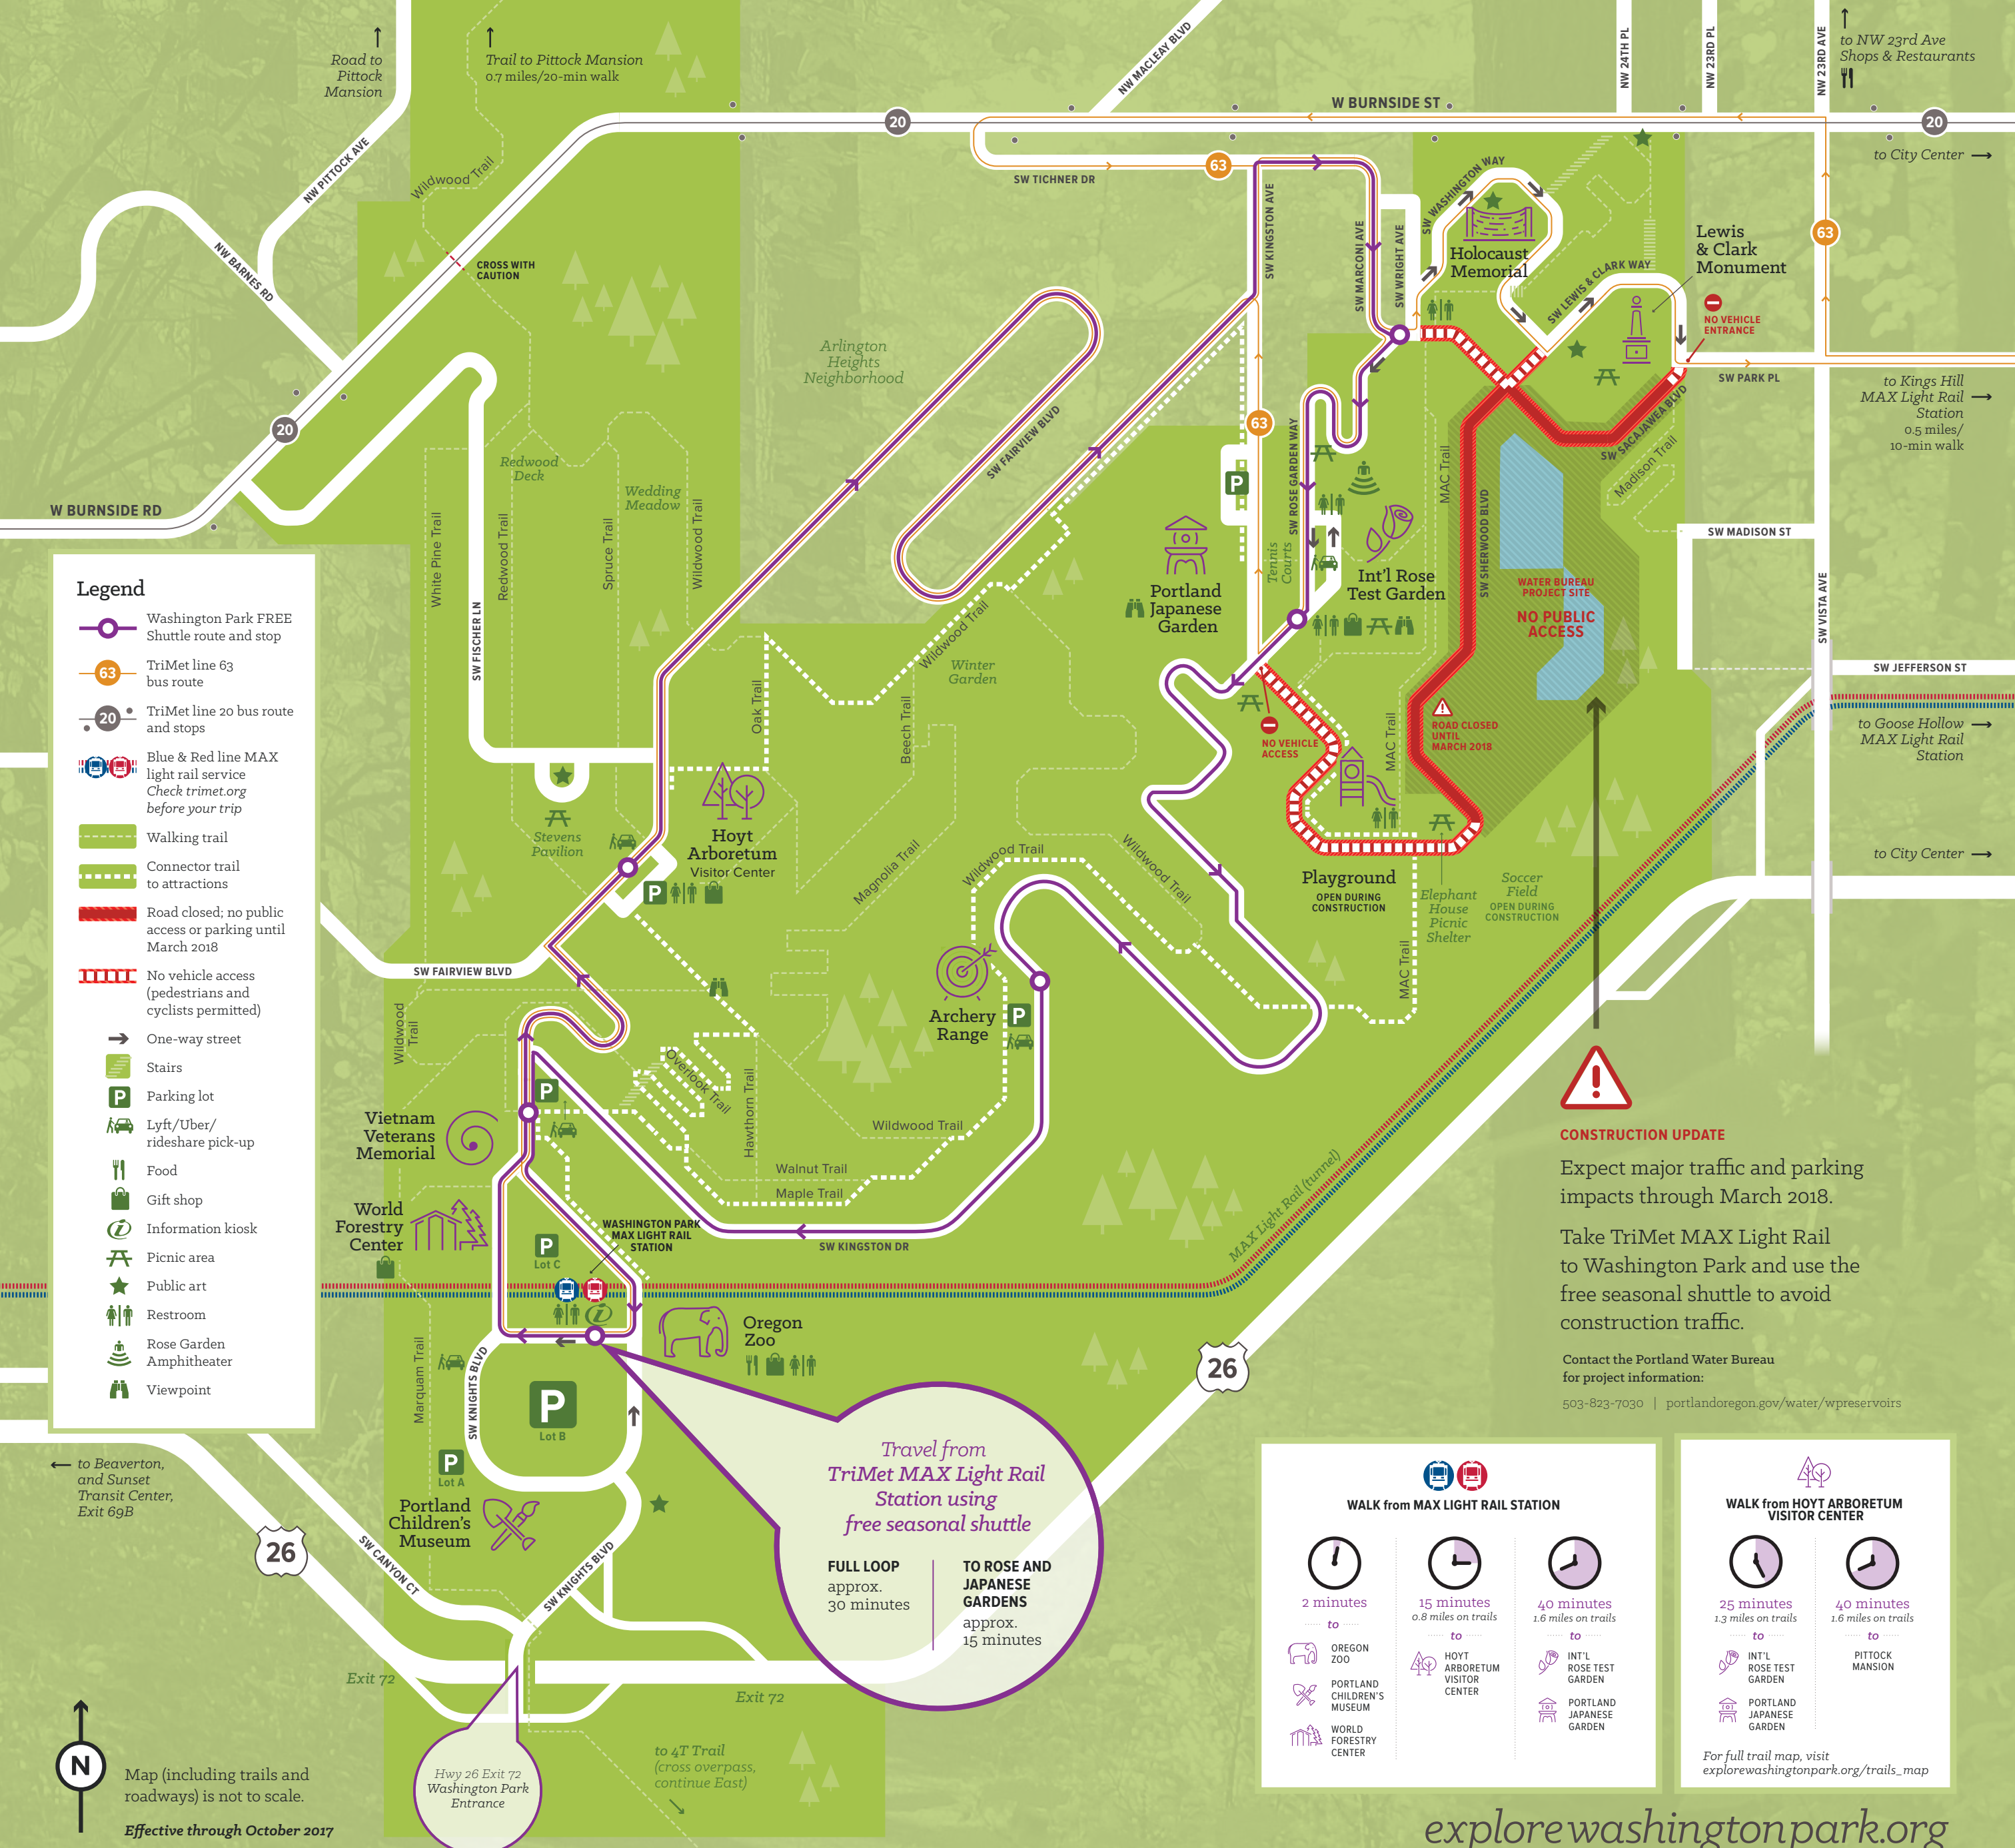 Road to
Pittock
Mansion
Trail to Pittock Mansion
0.7 miles/20-min walk
NW MACLEAY BLVD
W BURNSIDE ST
NW 24TH PL
NW 23RD PL
NW 23RD AVE
to NW 23rd Ave
Shops & Restaurants
20
20
to City Center
NW PITTOCK AVE
Wildwood Trail
NW BARNES RD
CROSS WITH
CAUTION
63
SW TICHNER DR
SW KINGSTON AVE
SW MARCONI AVE
SW WRIGHT AVE
SW WASHINGTON WAY
Holocaust
Memorial
SW LEWIS & CLARK WAY
Lewis
& Clark
Monument
NO VEHICLE
ENTRANCE
63
SW PARK PL
to Kings Hill
MAX Light Rail
Station
0.5 miles/
10-min walk
Arlington
Heights
Neighborhood
SW FAIRVIEW BLVD
63
20
W BURNSIDE RD
Redwood
Deck
Wedding
Meadow
White Pine Trail
Redwood Trail
Spruce Trail
Wildwood Trail
SW FISCHER LN
P
SW ROSE GARDEN WAY
Tennis
Courts
MAC Trail
SW SHERWOOD BLVD
SW SACAJAWEA BLVD
Madison Trail
SW MADISON ST
SW VISTA AVE
SW JEFFERSON ST
WATER BUREAU
PROJECT SITE
NO PUBLIC
ACCESS
Portland
Japanese
Garden
Int'l Rose
Test Garden
Wildwood Trail
Winter
Garden
Oak Trail
Beech Trail
NO VEHICLE
ACCESS
MAC Trail
ROAD CLOSED
UNTIL
MARCH 2018
to Goose Hollow
MAX Light Rail
Station
to City Center
Legend
Washington Park FREE
Shuttle route and stop
63
TriMet line 63
bus route
20
TriMet line 20 bus route
and stops
Blue & Red line MAX
light rail service
Check trimet.org
before your trip
Walking trail
Connector trail
to attractions
Road closed; no public
access or parking until
March 2018
No vehicle access
(pedestrians and
cyclists permitted)
One-way street
Stairs
P
Parking lot
Lyft/Uber/
rideshare pick-up
Food
Gift shop
Information kiosk
Picnic area
Public art
Restroom
Rose Garden
Amphitheater
Viewpoint
Stevens
Pavilion
Hoyt
Arboretum
Visitor Center
P
Magnolia Trail
Wildwood Trail
Wildwood Trail
Playground
OPEN DURING
CONSTRUCTION
Elephant
House
Picnic
Shelter
Soccer
Field
OPEN DURING
CONSTRUCTION
MAC Trail
SW FAIRVIEW BLVD
Wildwood
Trail
Archery
Range
P
Overlook Trail
Hawthorn Trail
Wildwood Trail
Walnut Trail
Maple Trail
P
Vietnam
Veterans
Memorial
World
Forestry
Center
P
Lot C
WASHINGTON PARK
MAX LIGHT RAIL
STATION
SW KINGSTON DR
MAX Light Rail (tunnel)
Oregon
Zoo
26
Marquam Trail
SW KNIGHTS BLVD
P
Lot B
P
Lot A
Portland
Children's
Museum
to Beaverton,
and Sunset
Transit Center,
Exit 69B
26
SW CANYON CT
SW KNIGHTS BLVD
Exit 72
Exit 72
Hwy 26 Exit 72
Washington Park
Entrance
to 4T Trail
(cross overpass,
continue East)
N
Map (including trails and
roadways) is not to scale.
Effective through October 2017
Travel from
TriMet MAX Light Rail
Station using
free seasonal shuttle
FULL LOOP
approx.
30 minutes
TO ROSE AND
JAPANESE
GARDENS
approx.
15 minutes
CONSTRUCTION UPDATE
Expect major traffic and parking
impacts through March 2018.
Take TriMet MAX Light Rail
to Washington Park and use the
free seasonal shuttle to avoid
construction traffic.
Contact the Portland Water Bureau
for project information:
503-823-7030 | portlandoregon.gov/water/wpreservoirs
WALK from MAX LIGHT RAIL STATION
2 minutes
to
OREGON
ZOO
PORTLAND
CHILDREN'S
MUSEUM
WORLD
FORESTRY
CENTER
15 minutes
0.8 miles on trails
to
HOYT
ARBORETUM
VISITOR
CENTER
40 minutes
1.6 miles on trails
to
INT'L
ROSE TEST
GARDEN
PORTLAND
JAPANESE
GARDEN
WALK from HOYT ARBORETUM
VISITOR CENTER
25 minutes
1.3 miles on trails
to
INT'L
ROSE TEST
GARDEN
PORTLAND
JAPANESE
GARDEN
40 minutes
1.6 miles on trails
to
PITTOCK
MANSION
For full trail map, visit
explorewashingtonpark.org/trails_map
explorewashingtonpark.org